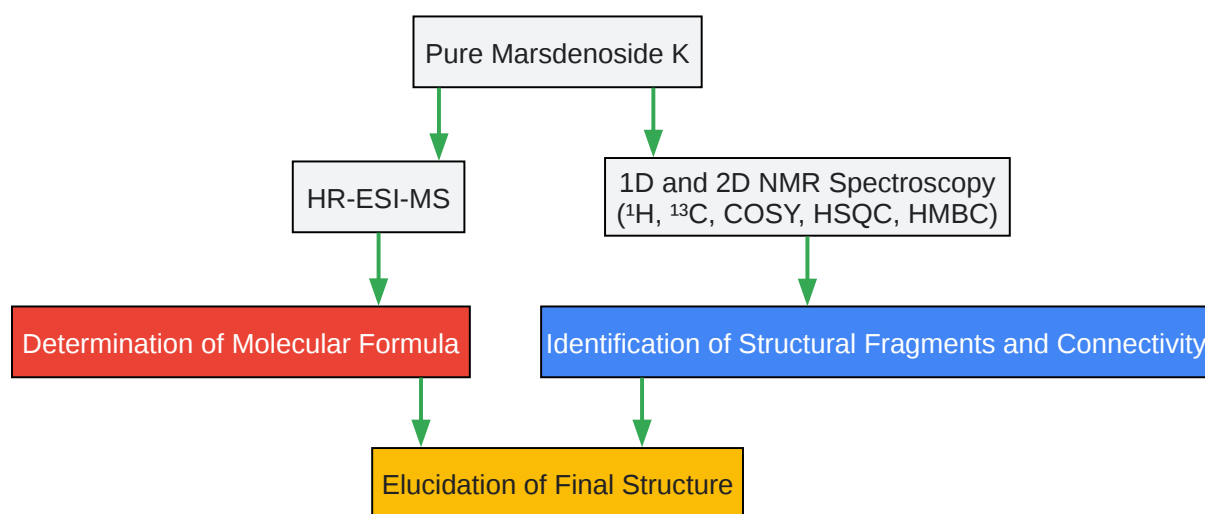 Pure Marsdenoside K
HR-ESI-MS
1D and 2D NMR Spectroscopy
(¹H, ¹³C, COSY, HSQC, HMBC)
Determination of Molecular Formula
Identification of Structural Fragments and Connectivity
Elucidation of Final Structure